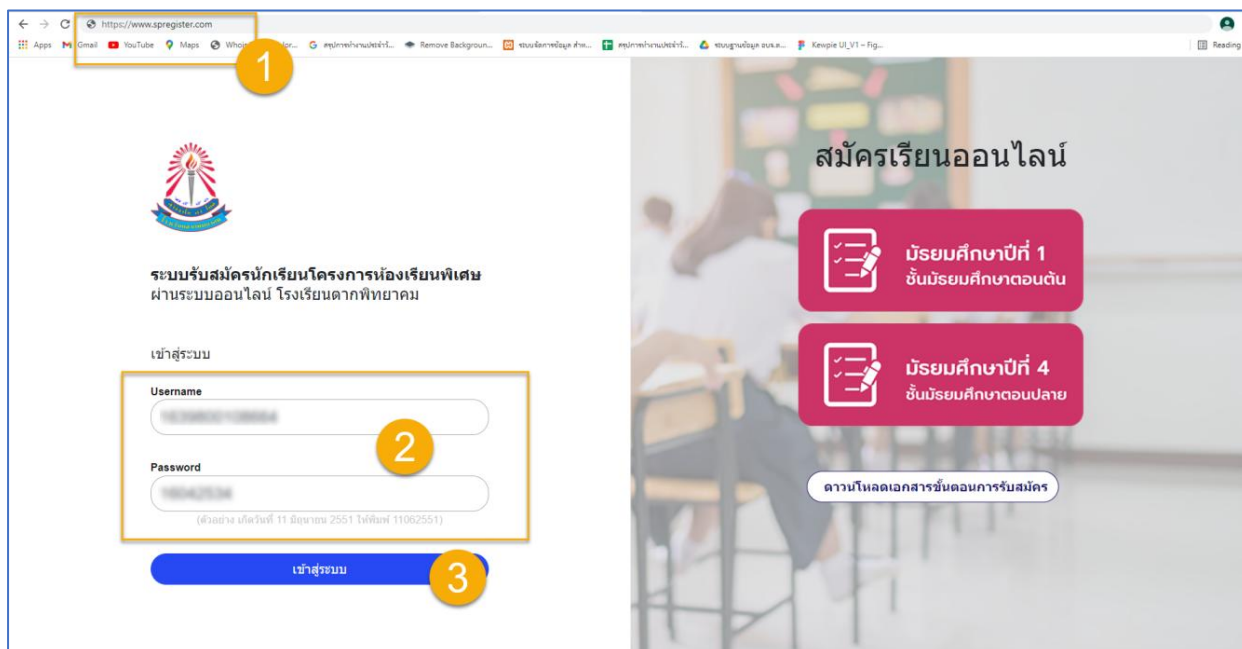 https://www.spregister.com
Apps Gmail YouTube Maps Remove Backgroun... Kewpie UI_V1 – Fig... Reading
1
สมัครเรียนออนไลน์
มัธยมศึกษาปีที่ 1
ชั้นมัธยมศึกษาตอนต้น
ระบบรับสมัครนักเรียนโครงการห้องเรียนพิเศษ
ผ่านระบบออนไลน์ โรงเรียนตากพิทยาคม
มัธยมศึกษาปีที่ 4
ชั้นมัธยมศึกษาตอนปลาย
เข้าสู่ระบบ
Username
2
Password
(ตัวอย่าง เกิดวันที่ 11 มิถุนายน 2551 ให้พิมพ์ 11062551)
ดาวน์โหลดเอกสารขั้นตอนการรับสมัคร
เข้าสู่ระบบ
3